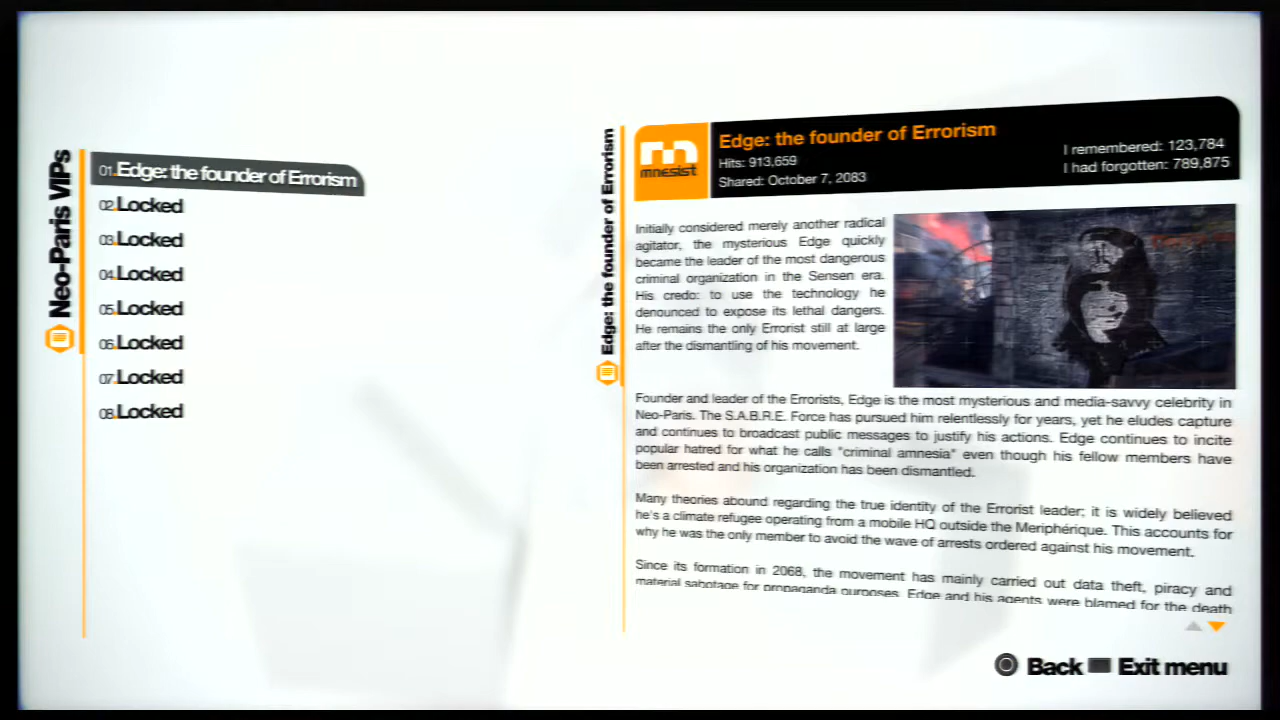 Neo-Paris VIPs
01.Edge: the founder of Errorism
02.Locked
03.Locked
04.Locked
05.Locked
06.Locked
07.Locked
08.Locked
Edge: the founder of Errorism
mnesist
Edge: the founder of Errorism
Hits: 913,659
Shared: October 7, 2083
I remembered: 123,784
I had forgotten: 789,875
Initially considered merely another radical
agitator, the mysterious Edge quickly
became the leader of the most dangerous
criminal organization in the Sensen era.
His credo: to use the technology he
denounced to expose its lethal dangers.
He remains the only Errorist still at large
after the dismantling of his movement.
Founder and leader of the Errorists, Edge is the most mysterious and media-savvy celebrity in
Neo-Paris. The S.A.B.R.E. Force has pursued him relentlessly for years, yet he eludes capture
and continues to broadcast public messages to justify his actions. Edge continues to incite
popular hatred for what he calls "criminal amnesia" even though his fellow members have
been arrested and his organization has been dismantled.
Many theories abound regarding the true identity of the Errorist leader; it is widely believed
he's a climate refugee operating from a mobile HQ outside the Meriphérique. This accounts for
why he was the only member to avoid the wave of arrests ordered against his movement.
Since its formation in 2068, the movement has mainly carried out data theft, piracy and
material sabotage for propaganda purposes. Edge and his agents were blamed for the death
Back Exit menu